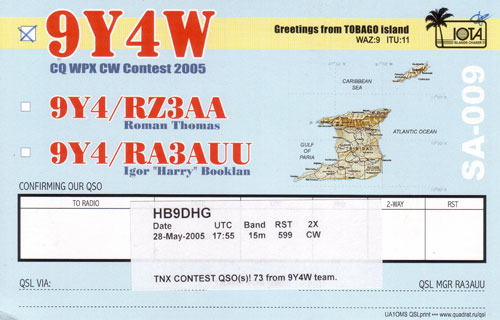 9Y4W
CQ WPX CW Contest 2005
Greetings from TOBAGO island
WAZ:9 ITU:11
IOTA
ISLANDS CHASER
SA-009
9Y4/RZ3AA
Roman Thomas
9Y4/RA3AUU
Igor "Harry" Booklan
CARIBBEAN SEA
GULF OF PARIA
ATLANTIC OCEAN
CONFIRMING OUR QSO
TO RADIO 2-WAY RST
HB9DHG
Date UTC Band RST 2X
28-May-2005 17:55 15m 599 CW
TNX CONTEST QSO(s)! 73 from 9Y4W team.
QSL VIA: QSL MGR RA3AUU
UA1OMS QSLprint ••• www.quadrat.ru/qsl